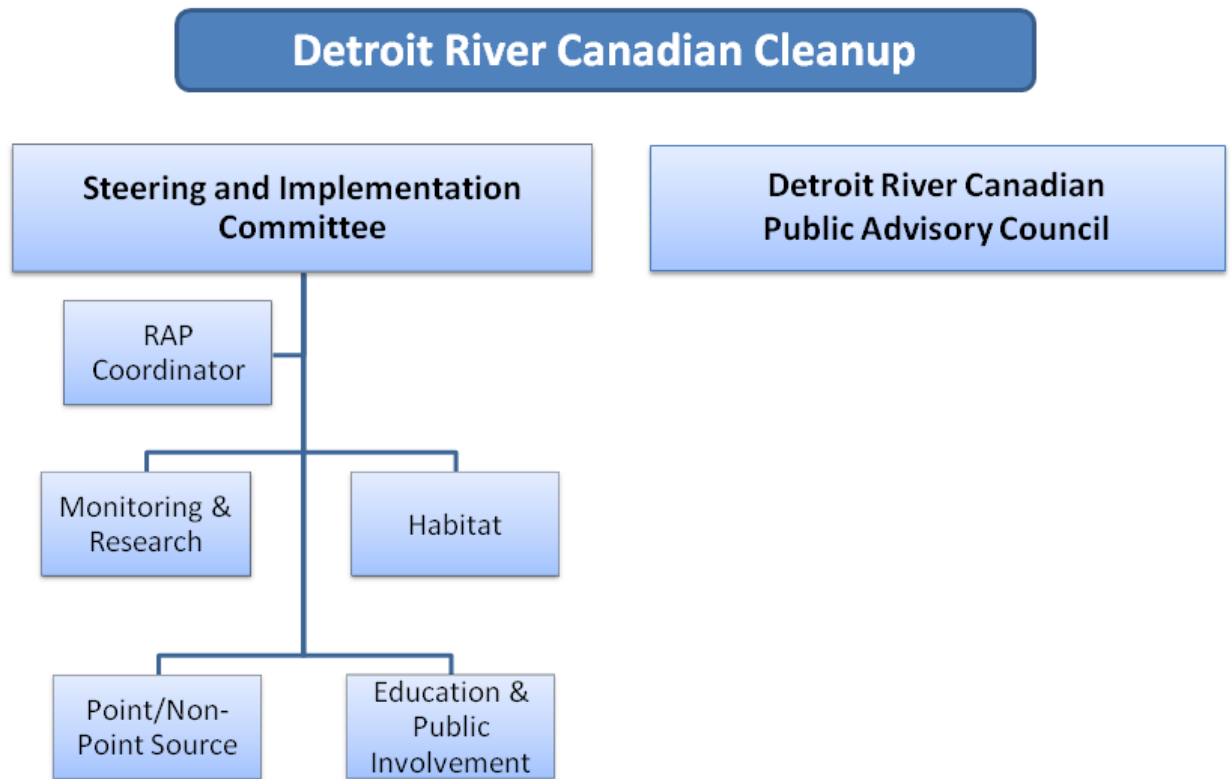 Detroit River Canadian Cleanup
Steering and Implementation
Committee
Detroit River Canadian
Public Advisory Council
RAP
Coordinator
Monitoring &
Research
Habitat
Point/Non-
Point Source
Education &
Public
Involvement